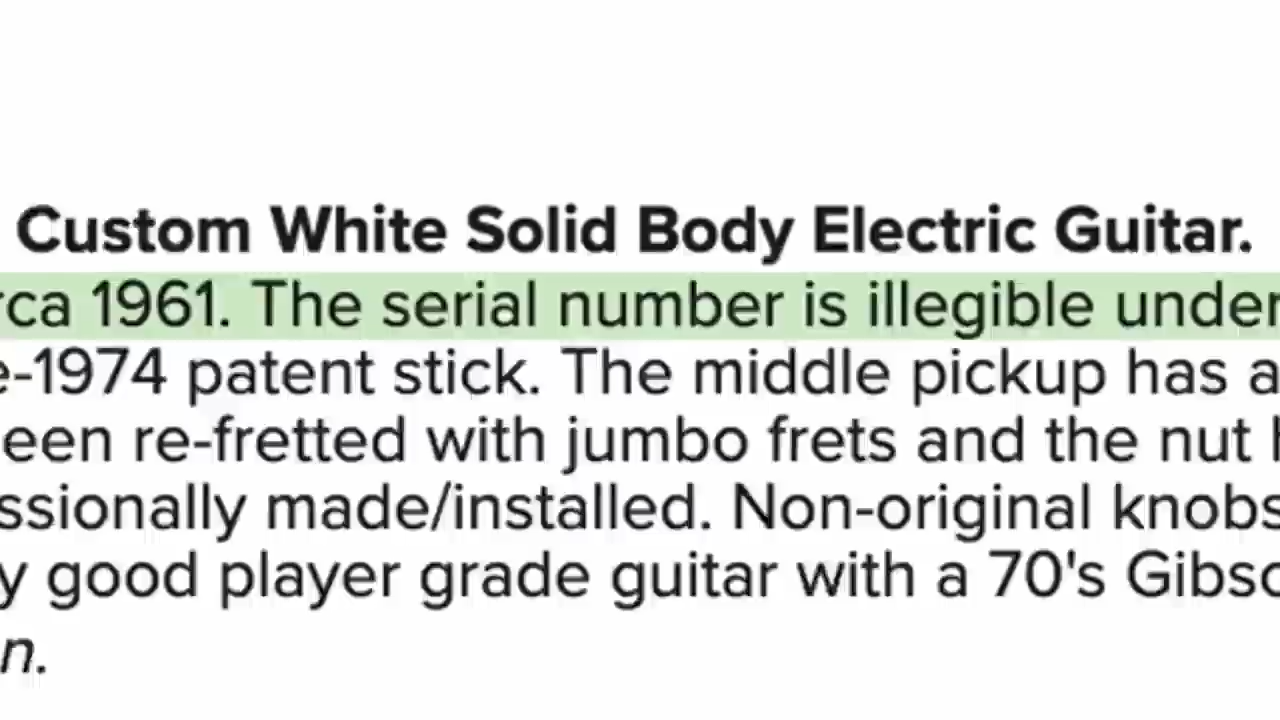 Custom White Solid Body Electric Guitar.
rca 1961. The serial number is illegible under
e-1974 patent stick. The middle pickup has a
een re-fretted with jumbo frets and the nut
ssionally made/installed. Non-original knobs
y good player grade guitar with a 70's Gibso
n.